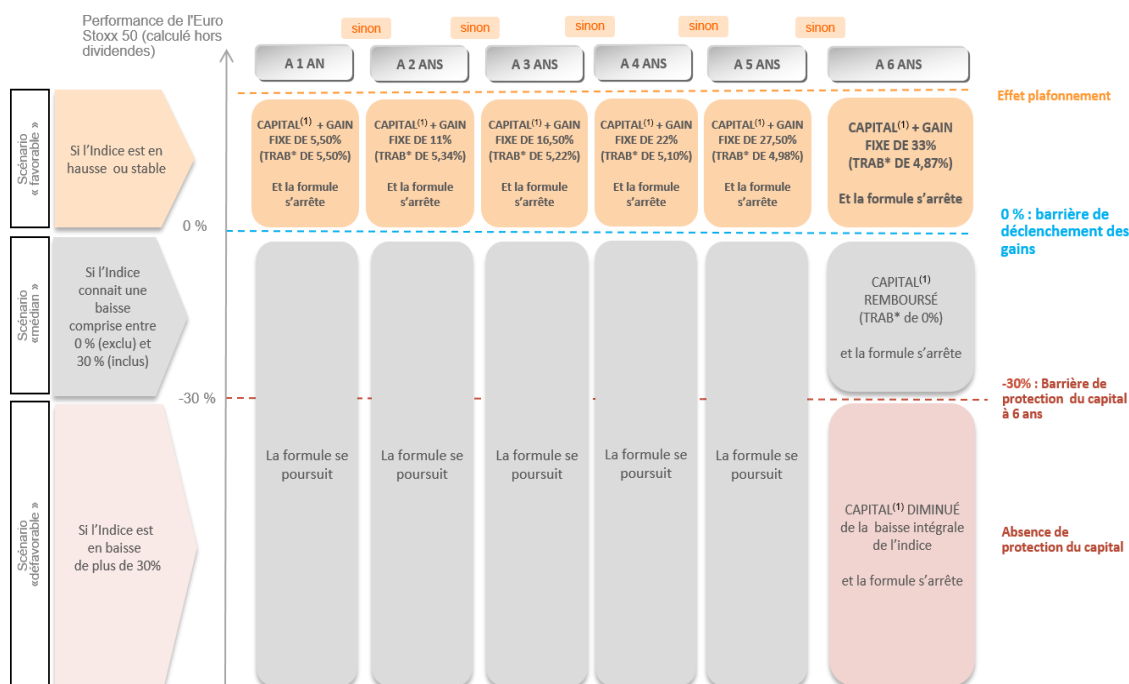 Performance de l'Euro
Stoxx 50 (calculé hors
dividendes)
sinon
sinon
sinon
sinon
sinon
A 1 AN
A 2 ANS
A 3 ANS
A 4 ANS
A 5 ANS
A 6 ANS
Effet plafonnement
Scénario
« favorable »
Si l'Indice est en
hausse ou stable
CAPITAL(1) + GAIN
FIXE DE 5,50%
(TRAB* DE 5,50%)
Et la formule
s'arrête
CAPITAL(1) + GAIN
FIXE DE 11%
(TRAB* DE 5,34%)
Et la formule
s'arrête
CAPITAL(1) + GAIN
FIXE DE 16,50%
(TRAB* DE 5,22%)
Et la formule
s'arrête
CAPITAL(1) + GAIN
FIXE DE 22%
(TRAB* DE 5,10%)
Et la formule
s'arrête
CAPITAL(1) + GAIN
FIXE DE 27,50%
(TRAB* DE 4,98%)
Et la formule
s'arrête
CAPITAL(1) + GAIN
FIXE DE 33%
(TRAB* DE 4,87%)
Et la formule s'arrête
0 %
0 % : barrière de
déclenchement des
gains
Scénario
«médian»
Si l'Indice
connait une
baisse
comprise entre
0 % (exclu) et
30 % (inclus)
CAPITAL(1)
REMBOURSÉ
(TRAB* de 0%)
et la formule s'arrête
-30 %
-30% : Barrière de
protection du capital
à 6 ans
Scénario
«défavorable »
Si l'Indice est
en baisse
de plus de 30%
La formule se
poursuit
La formule se
poursuit
La formule se
poursuit
La formule se
poursuit
La formule se
poursuit
CAPITAL(1) DIMINUÉ
de la baisse intégrale
de l'indice
et la formule s'arrête
Absence de
protection du capital